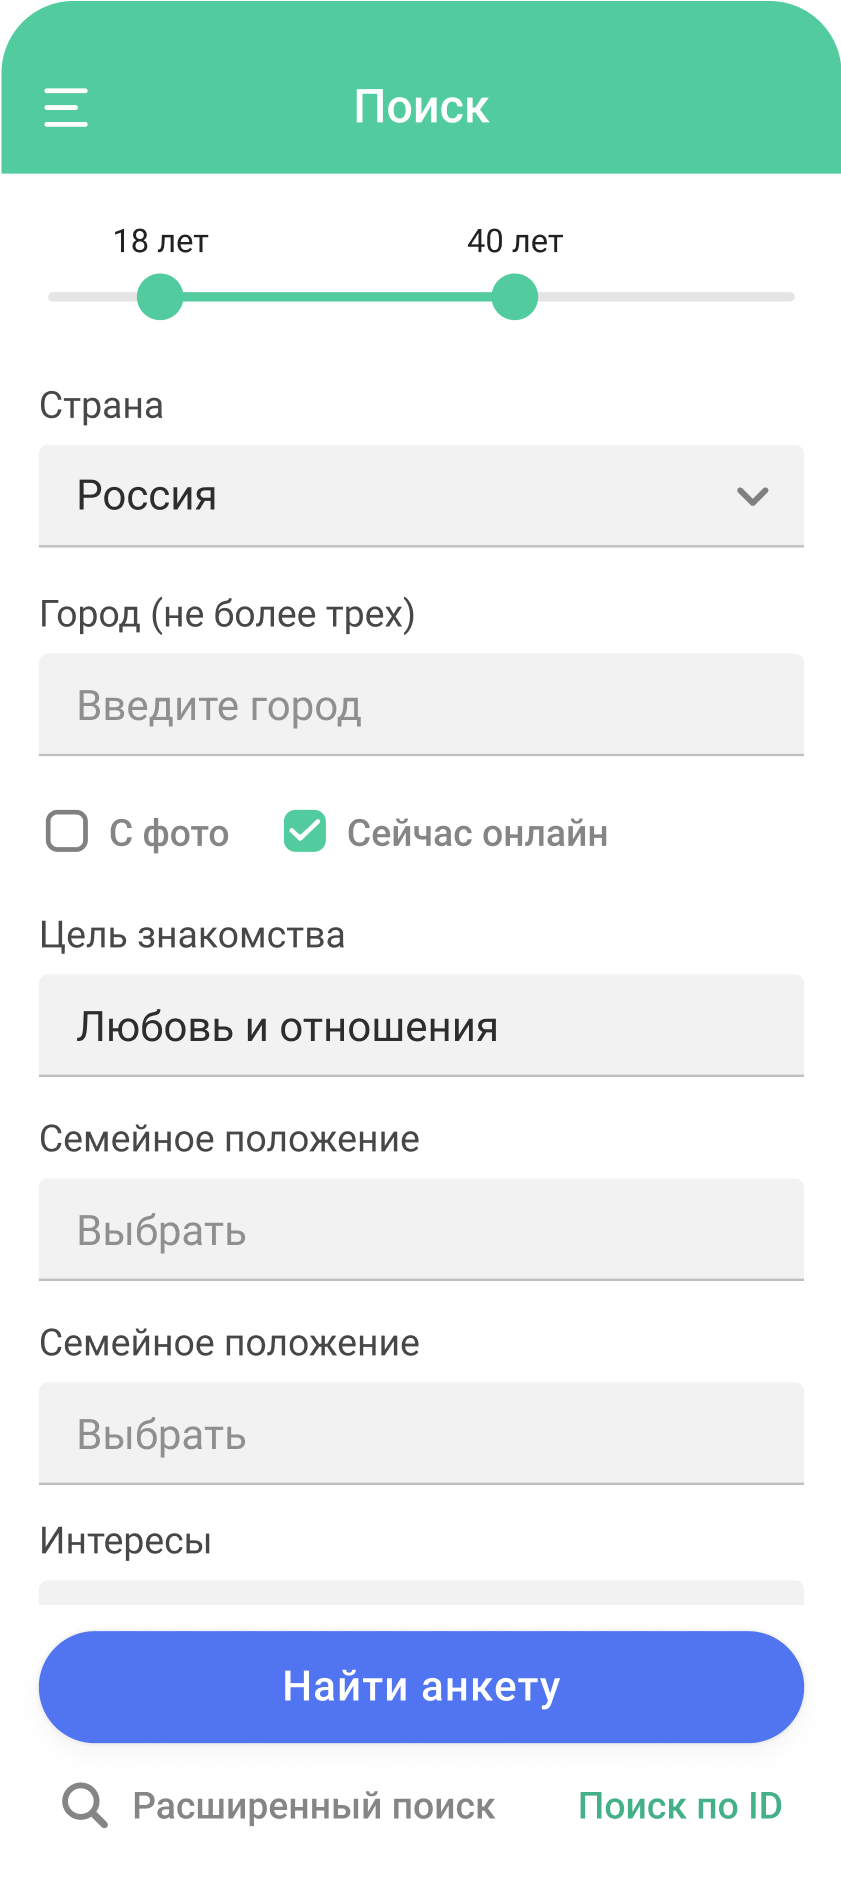 Поиск
18 лет 40 лет
Страна
Россия
Город (не более трех)
Введите город
С фото Сейчас онлайн
Цель знакомства
Любовь и отношения
Семейное положение
Выбрать
Семейное положение
Выбрать
Интересы
Найти анкету
Расширенный поиск Поиск по ID